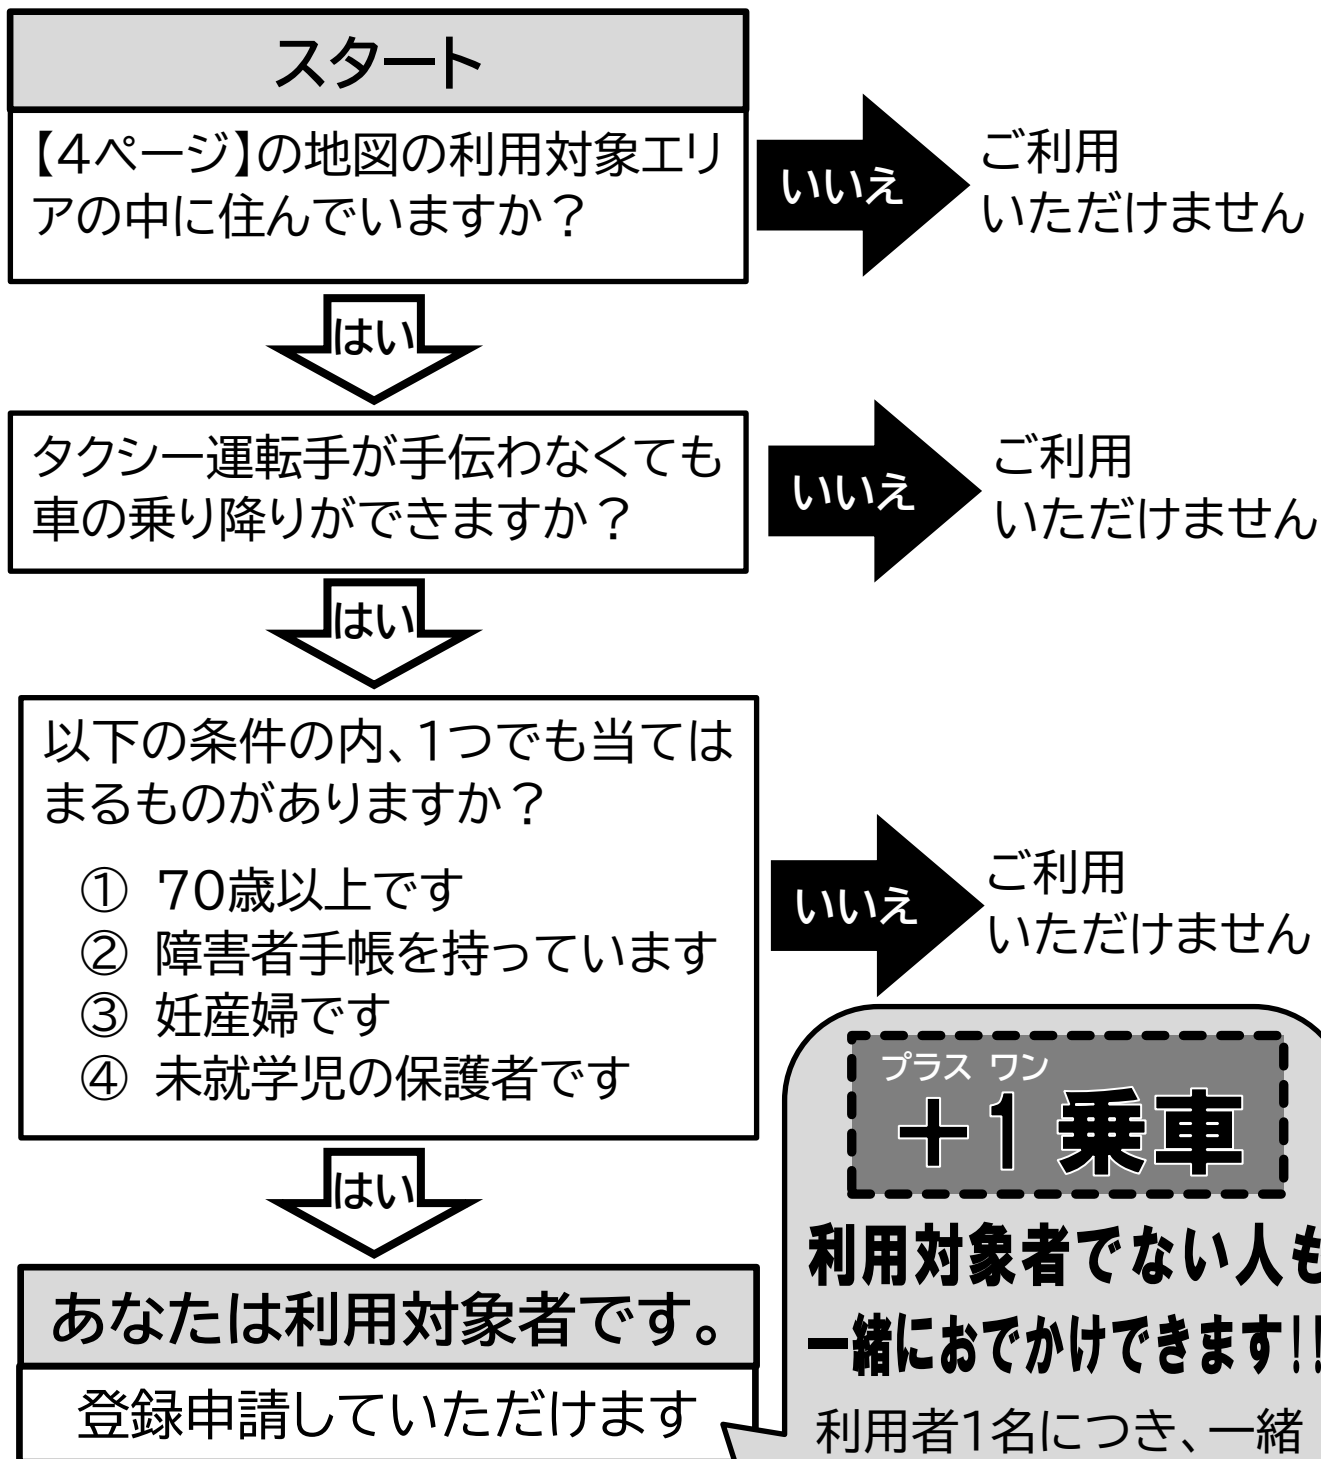 スタート
【4ページ】の地図の利用対象エリ
アの中に住んでいますか？
いいえ
ご利用
いただけません
はい
タクシー運転手が手伝わなくても
車の乗り降りができますか？
いいえ
ご利用
いただけません
はい
以下の条件の内、1つでも当ては
まるものがありますか？
① 70歳以上です
② 障害者手帳を持っています
③ 妊産婦です
④ 未就学児の保護者です
いいえ
ご利用
いただけません
はい
あなたは利用対象者です。
登録申請していただけます
プラス ワン
＋1 乗車
利用対象者でない人も
一緒におでかけできます!!
利用者1名につき、一緒